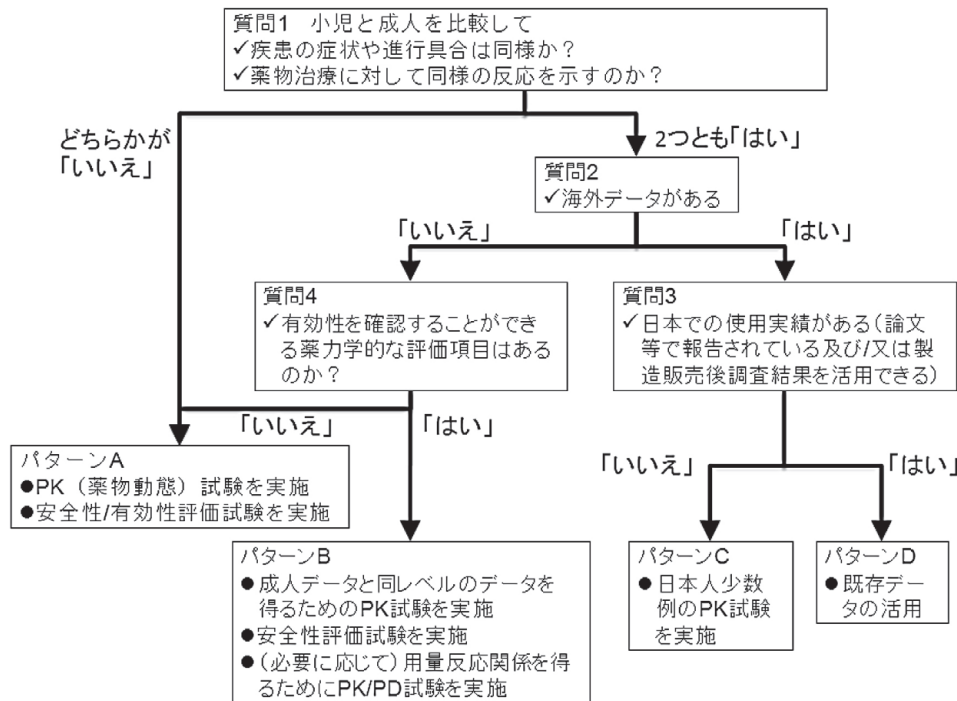 質問1 小児と成人を比較して
✓疾患の症状や進行具合は同様か？
✓薬物治療に対して同様の反応を示すのか？
どちらかが
「いいえ」
2つとも「はい」
質問2
✓海外データがある
「いいえ」
「はい」
質問4
✓有効性を確認することができ
る薬力学的な評価項目はある
のか？
質問3
✓日本での使用実績がある（論文
等で報告されている及び/又は製
造販売後調査結果を活用できる）
「いいえ」
「はい」
「いいえ」
「はい」
パターンA
●PK（薬物動態）試験を実施
●安全性/有効性評価試験を実施
パターンB
●成人データと同レベルのデータを
得るためのPK試験を実施
●安全性評価試験を実施
●（必要に応じて）用量反応関係を得
るためにPK/PD試験を実施
パターンC
●日本人少数
例のPK試験
を実施
パターンD
●既存デー
タの活用